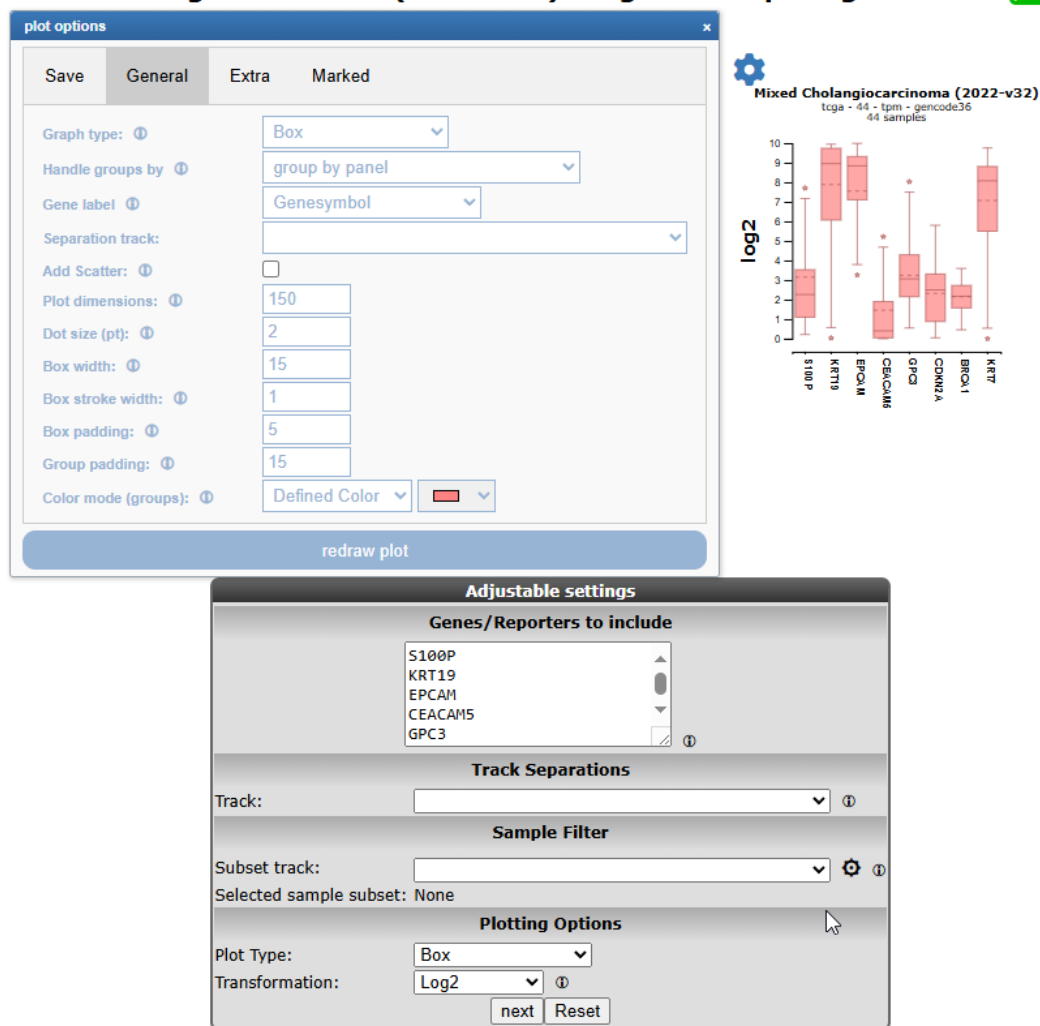 plot options x
Save General Extra Marked
Graph type: Box
Handle groups by group by panel
Gene label Genesymbol
Separation track:
Add Scatter:
Plot dimensions: 150
Dot size (pt): 2
Box width: 15
Box stroke width: 1
Box padding: 5
Group padding: 15
Color mode (groups): Defined Color
redraw plot
Mixed Cholangiocarcinoma (2022-v32)
tcga - 44 - tpm - gencode36
44 samples
log2
10
9
8
7
6
5
4
3
2
1
0
S100P
KRT19
EPCAM
CEACAM5
GPC3
CDKN2A
BRCA1
KRT7
Adjustable settings
Genes/Reporters to include
S100P
KRT19
EPCAM
CEACAM5
GPC3
Track Separations
Track:
Sample Filter
Subset track:
Selected sample subset: None
Plotting Options
Plot Type: Box
Transformation: Log2
next Reset